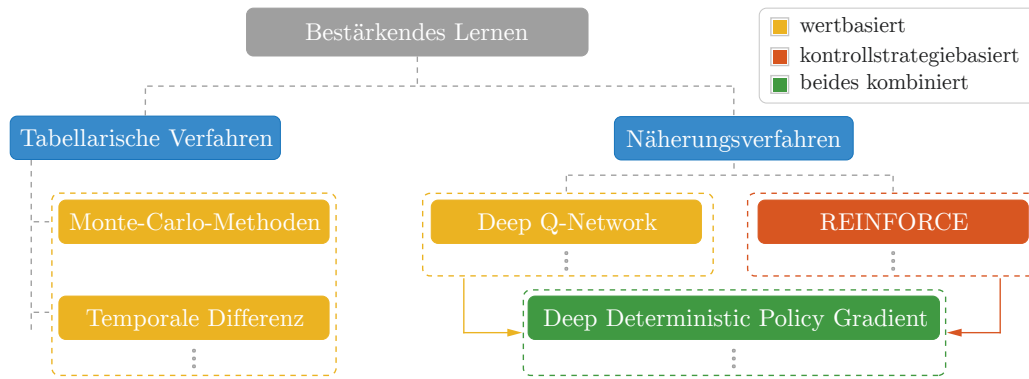 Bestärkendes Lernen
wertbasiert
kontrollstrategiebasiert
beides kombiniert
Tabellarische Verfahren
Näherungsverfahren
Monte-Carlo-Methoden
Deep Q-Network
REINFORCE
Temporale Differenz
Deep Deterministic Policy Gradient